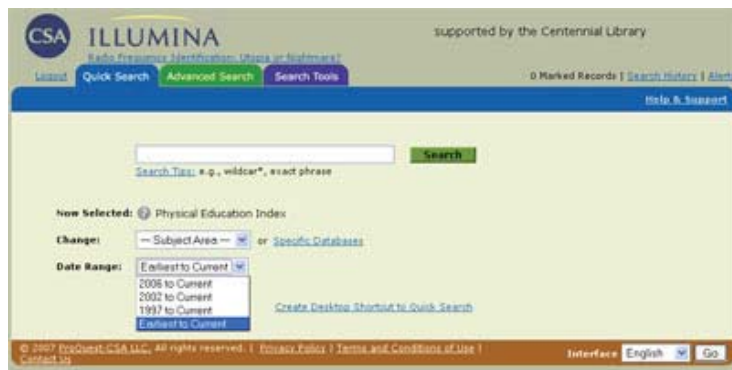 CSA ILLUMINA
supported by the Centennial Library
Radio Frequency Identification: Utopia or Nightmare?
Logout Quick Search Advanced Search Search Tools
0 Marked Records | Search History | Alert
Help & Support
Search
Search Tips: e.g., wildcar*, exact phrase
Now Selected: ? Physical Education Index
Change: — Subject Area — or Specific Databases
Date Range: Earliest to Current
2006 to Current
2002 to Current
1997 to Current
Earliest to Current
Create Desktop Shortcut to Quick Search
© 2007 ProQuest-CSA LLC. All rights reserved. | Privacy Policy | Terms and Conditions of Use |
Contact Us
Interface English Go